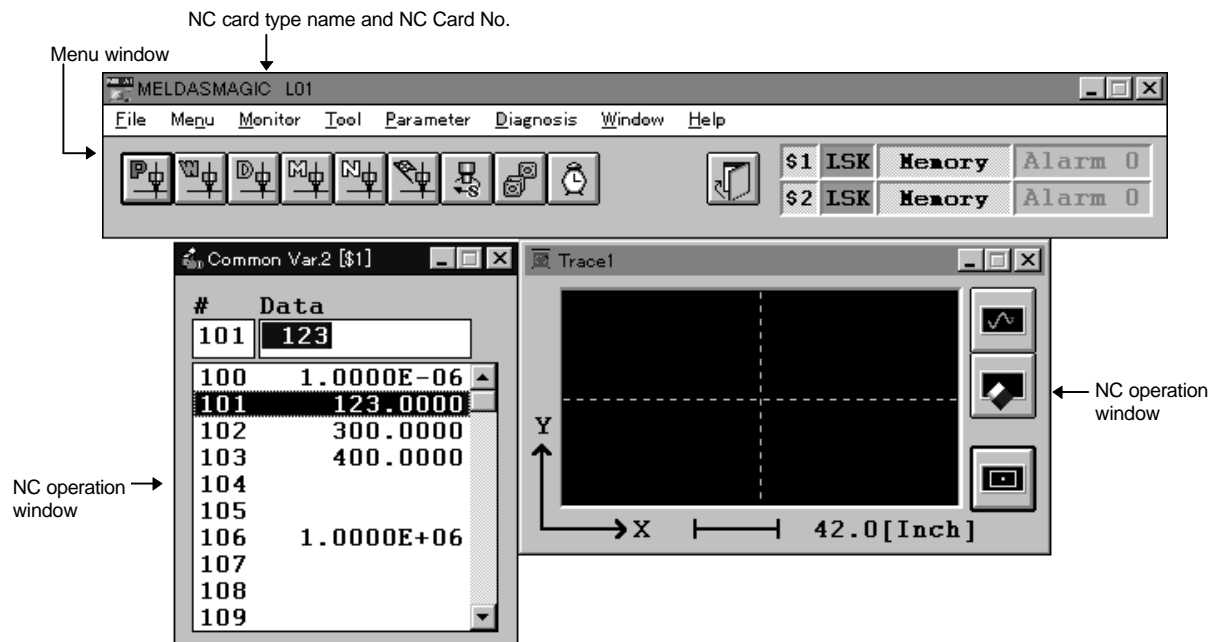 NC card type name and NC Card No.
Menu window
MELDASMAGIC L01
File Menu Monitor Tool Parameter Diagnosis Window Help
P W D M N S
$1 LSK Memory Alarm 0
$2 LSK Memory Alarm 0
Common Var.2 [$1]
# Data
101 123
100 1.0000E-06
101 123.0000
102 300.0000
103 400.0000
104
105
106 1.0000E+06
107
108
109
NC operation window
Trace1
Y
X 42.0[Inch]
NC operation
window